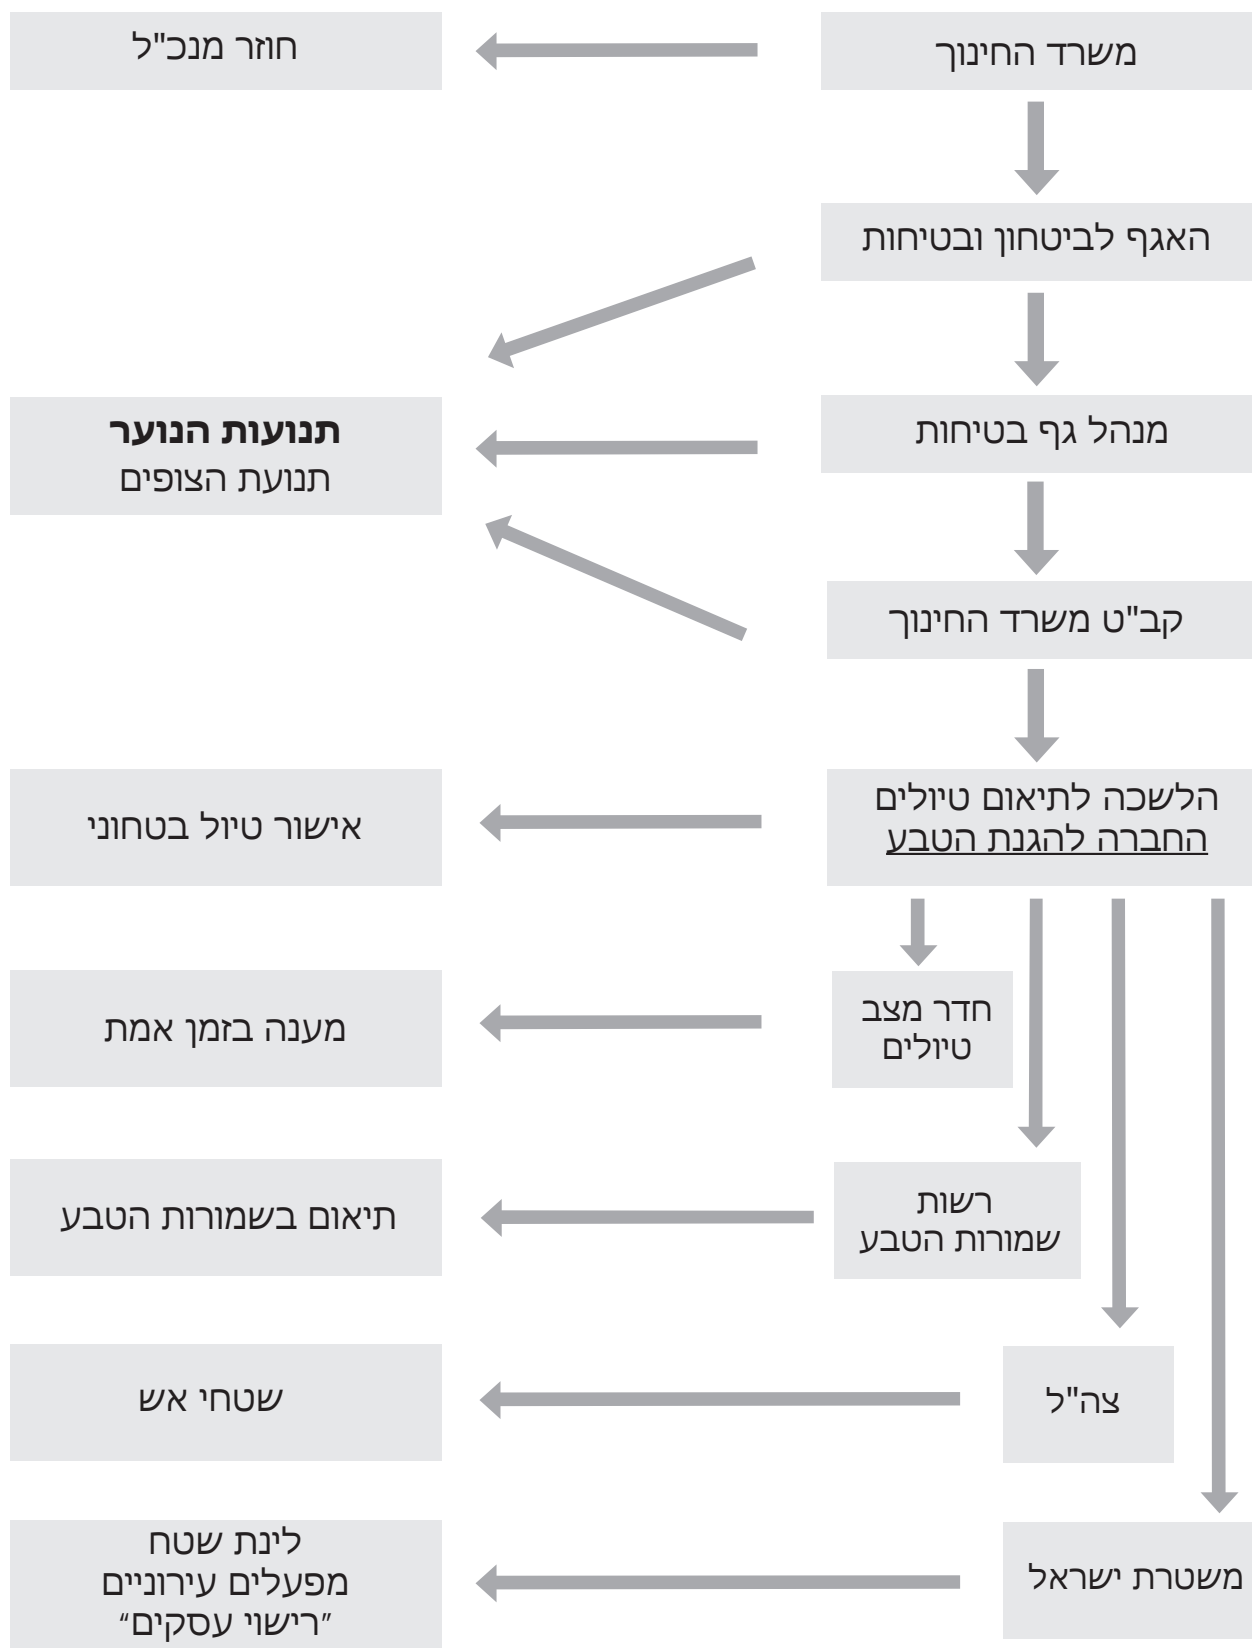 משרד החינוך
חוזר מנכ"ל
האגף לביטחון ובטיחות
מנהל גף בטיחות
תנועות הנוער
תנועת הצופים
קב"ט משרד החינוך
הלשכה לתיאום טיולים
החברה להגנת הטבע
אישור טיול בטחוני
חדר מצב
טיולים
מענה בזמן אמת
רשות
שמורות הטבע
תיאום בשמורות הטבע
צה"ל
שטחי אש
משטרת ישראל
לינת שטח
מפעלים עירוניים
"רישוי עסקים"